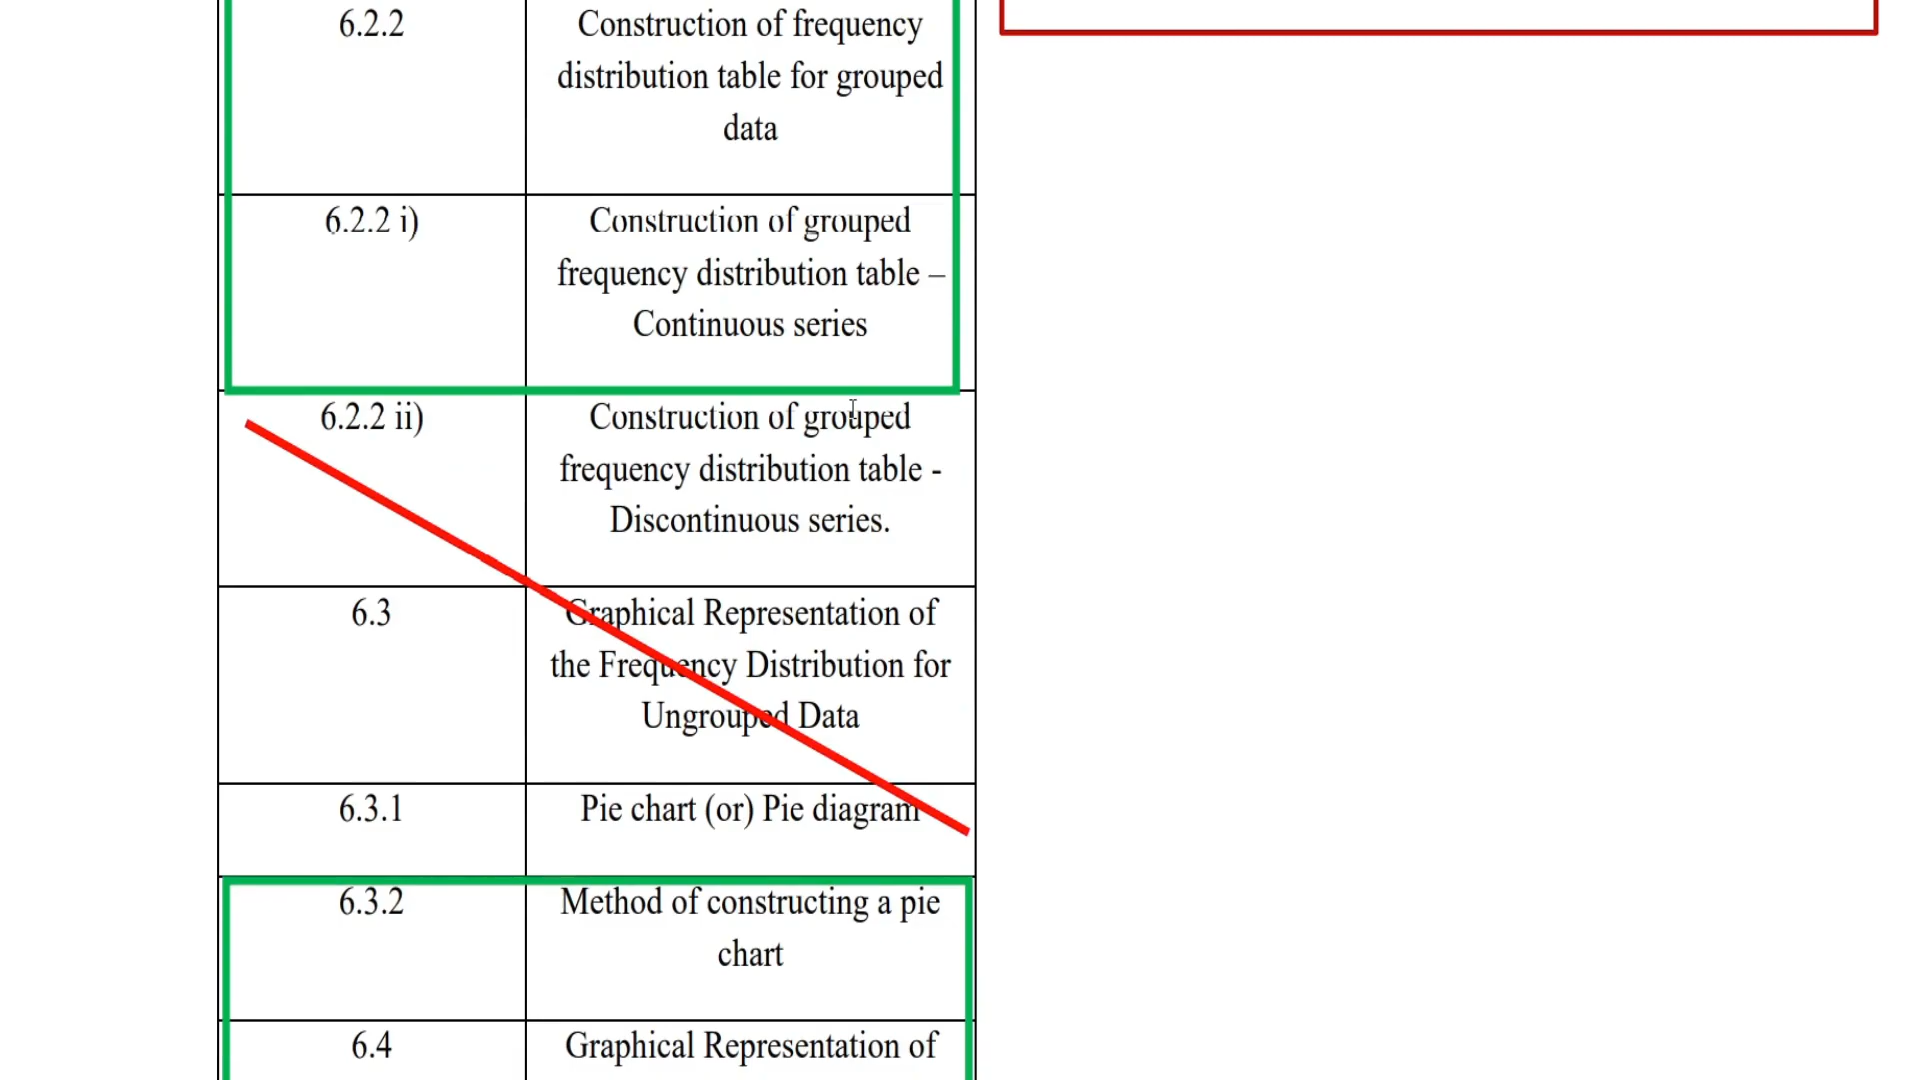 6.2.2
Construction of frequency
distribution table for grouped
data
6.2.2 i)
Construction of grouped
frequency distribution table –
Continuous series
6.2.2 ii)
Construction of grouped
frequency distribution table -
Discontinuous series.
6.3
Graphical Representation of
the Frequency Distribution for
Ungrouped Data
6.3.1
Pie chart (or) Pie diagram
6.3.2
Method of constructing a pie
chart
6.4
Graphical Representation of